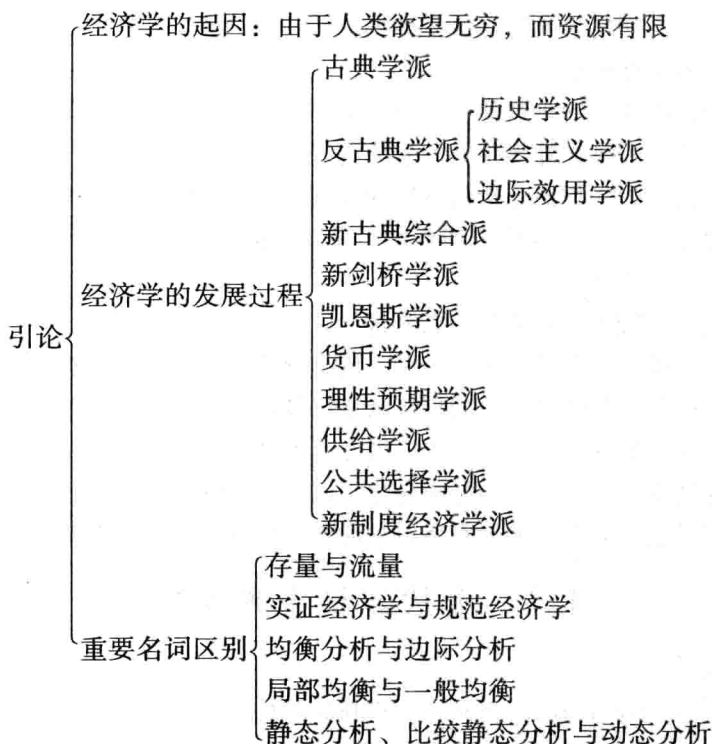 经济学的起因：由于人类欲望无穷，而资源有限
古典学派
历史学派
反古典学派
社会主义学派
边际效用学派
新古典综合派
新剑桥学派
经济学的发展过程
凯恩斯学派
引论
货币学派
理性预期学派
供给学派
公共选择学派
新制度经济学派
存量与流量
实证经济学与规范经济学
重要名词区别
均衡分析与边际分析
局部均衡与一般均衡
静态分析、比较静态分析与动态分析